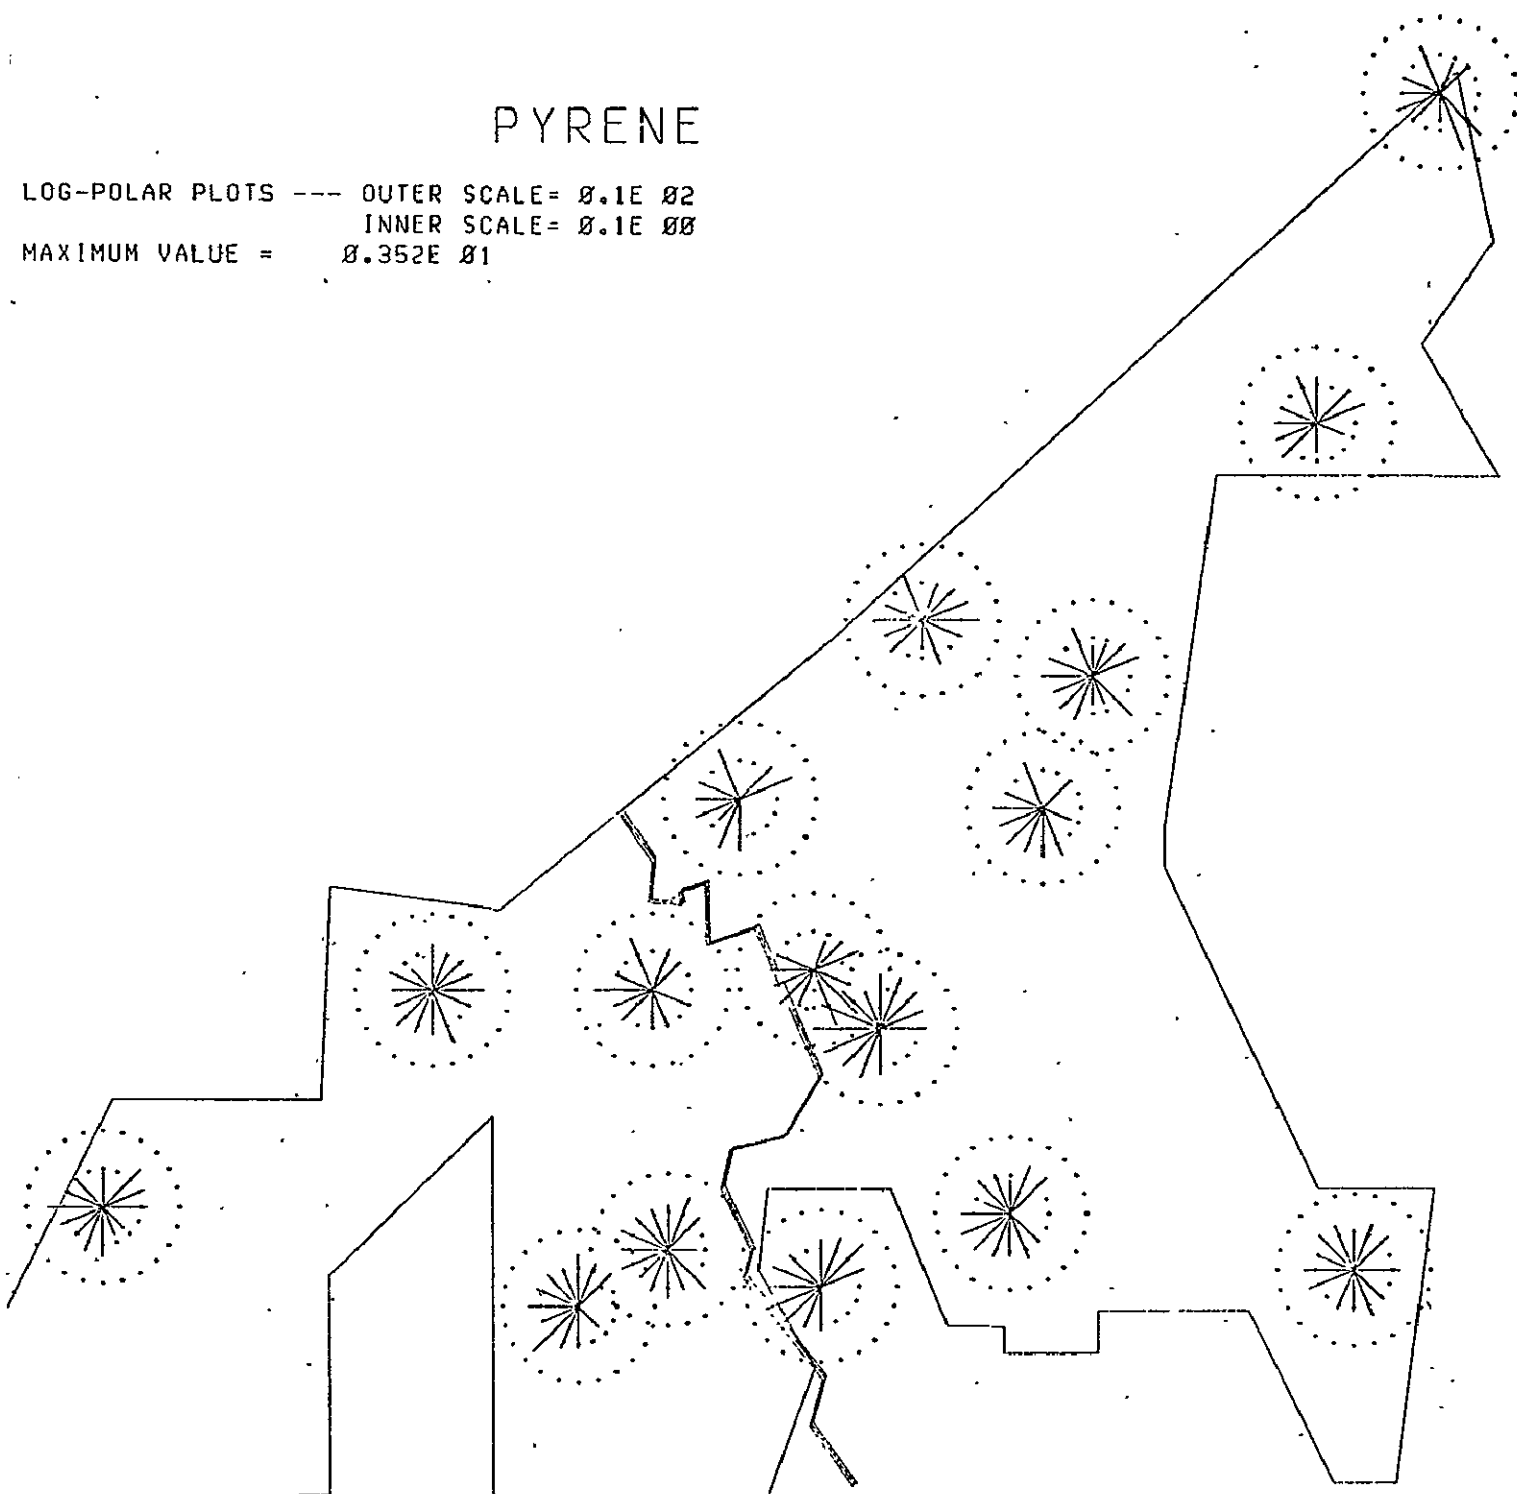 PYRENE
LOG-POLAR PLOTS --- OUTER SCALE= Ø.1E Ø2
INNER SCALE= Ø.1E ØØ
MAXIMUM VALUE = Ø.352E Ø1